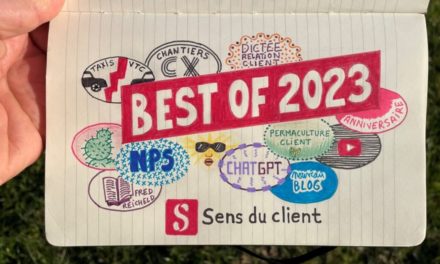 TAXIS
VTC
CHANTIERS
CX
DICTÉE
RELATION
CLIENT
BEST OF 2023
ANNIVERSAIRE
NPS
PERMACULTURE
CLIENT
CHATGPT
nouveau
BLOG
FRED
REICHELD
S Sens du client